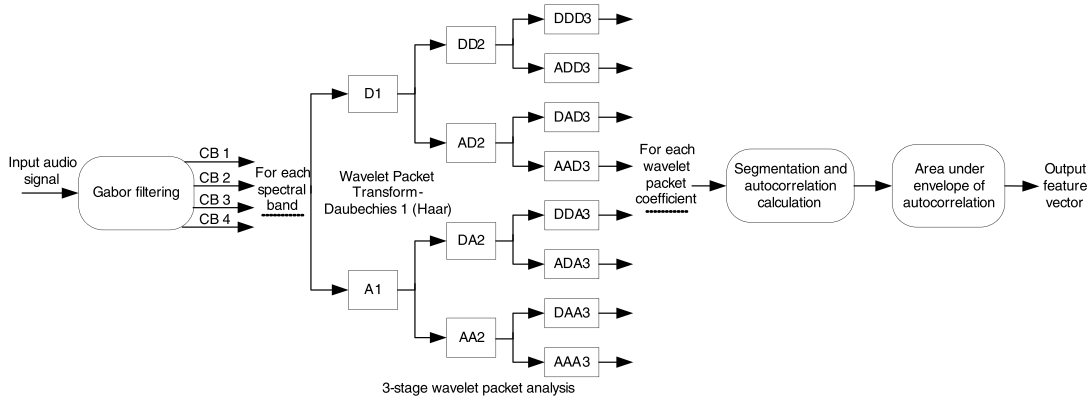 Input audio
signal
Gabor filtering
CB 1
CB 2
CB 3
CB 4
For each
spectral
band
D1
A1
Wavelet Packet
Transform-
Daubechies 1 (Haar)
DD2
AD2
DA2
AA2
DDD3
ADD3
DAD3
AAD3
DDA3
ADA3
DAA3
AAA3
3-stage wavelet packet analysis
For each
wavelet
packet
coefficient
Segmentation and
autocorrelation
calculation
Area under
envelope of
autocorrelation
Output
feature
vector